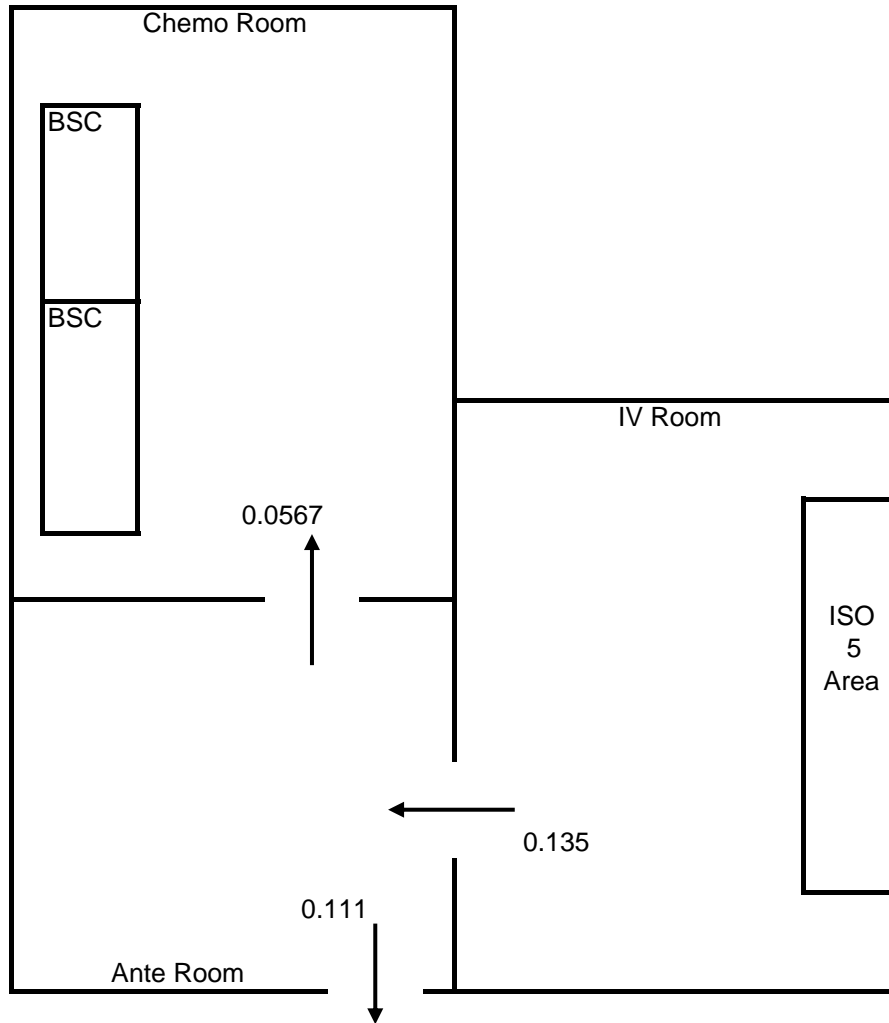 Chemo Room
BSC
BSC
IV Room
0.0567
ISO
5
Area
0.135
0.111
Ante Room